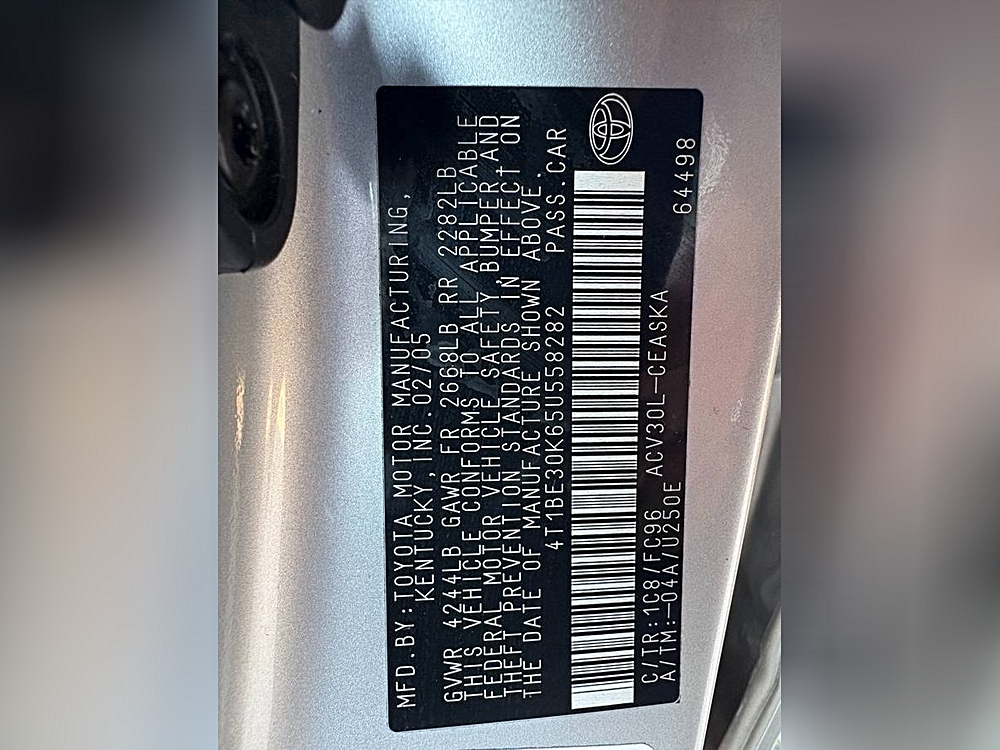 MFD.BY:TOYOTA MOTOR MANUFACTURING,
KENTUCKY,INC.02/05
GVWR 4244LB GAWR FR 2668LB RR 2282LB
THIS VEHICLE CONFORMS TO ALL APPLICABLE
FEDERAL MOTOR VEHICLE SAFETY,BUMPER,AND
THEFT PREVENTION STANDARDS IN EFFECT ON
THE DATE OF MANUFACTURE SHOWN ABOVE.
4T1BE30K65U558282 PASS.CAR
C/TR:1C8/FC96 ACV30L-CEASKA
A/TM:-04A/U250E
64498